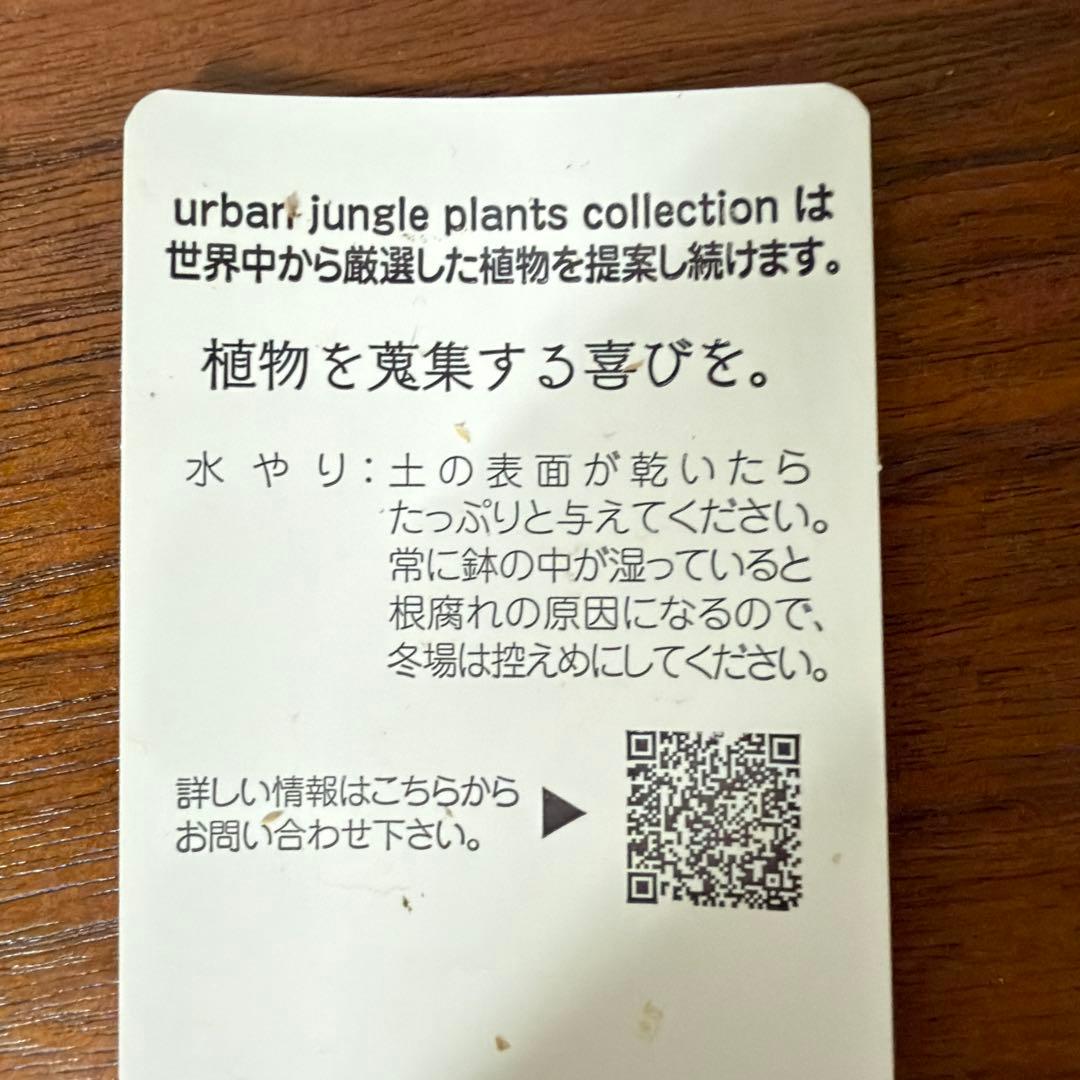 urban jungle plants collection は
世界中から厳選した植物を提案し続けます。
植物を蒐集する喜びを。
水やり：土の表面が乾いたら
たっぷりと与えてください。
常に鉢の中が湿っていると
根腐れの原因になるので、
冬場は控えめにしてください。
詳しい情報はこちらから
お問い合わせ下さい。